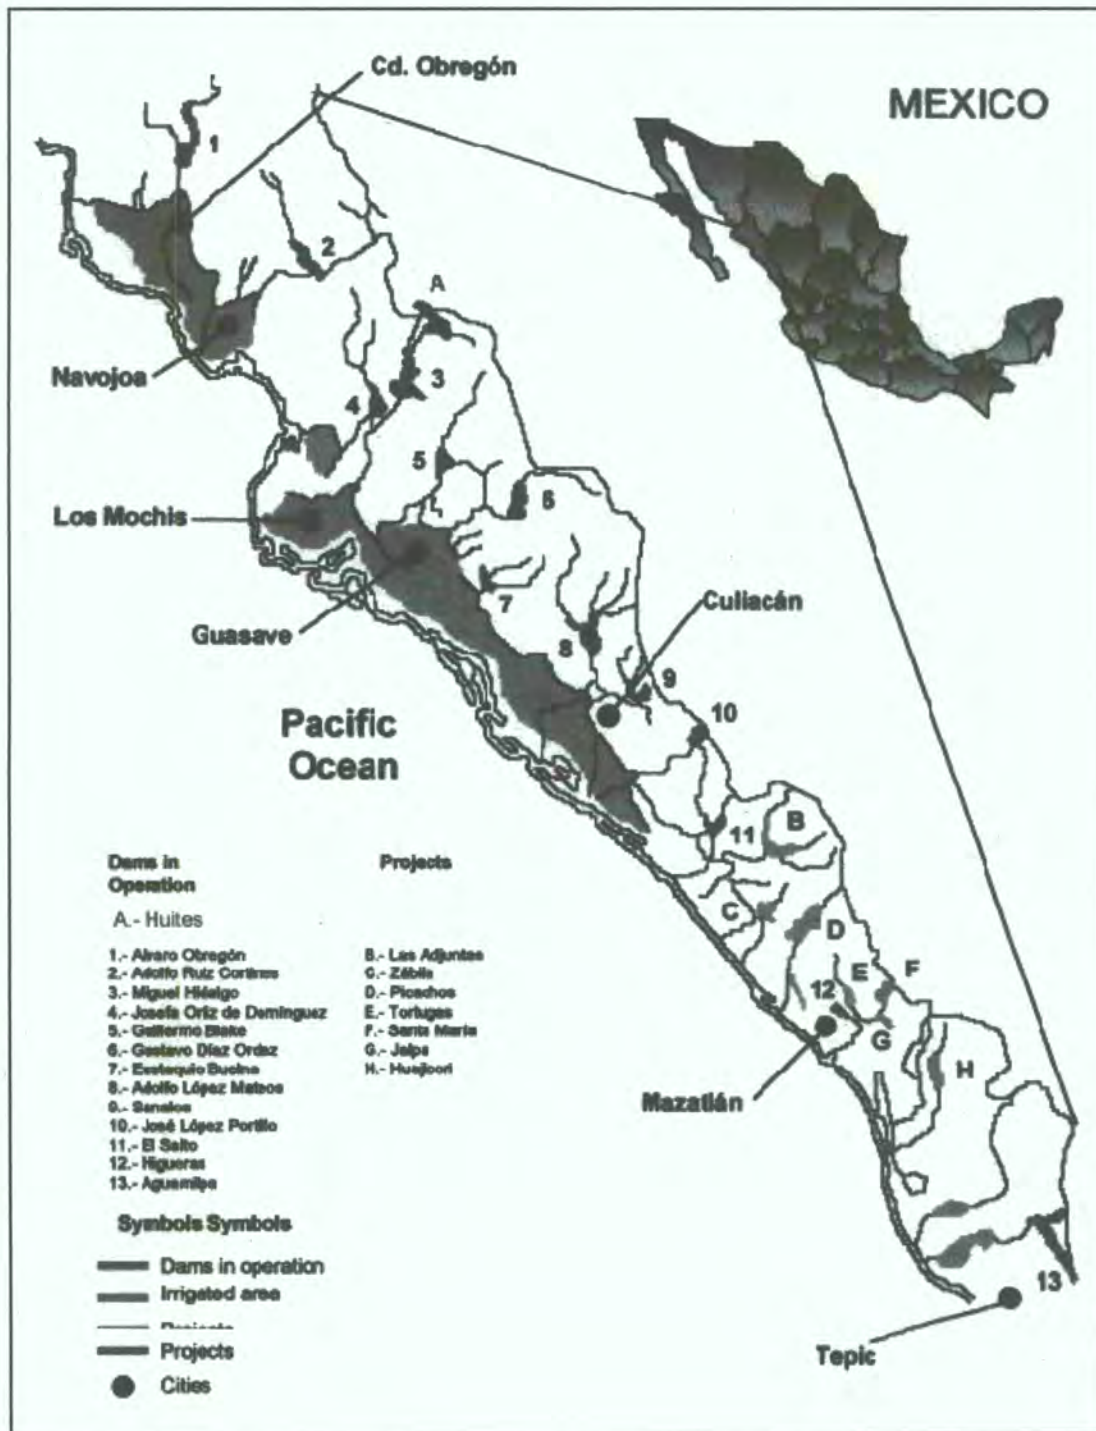 Cd. Obregón
MEXICO
1
2
A
Navojoa
3
4
5
Los Mochis
6
7
Culiacán
Guasave
8
9
10
Pacific
Ocean
11
B
C
D
E
F
12
G
H
Mazatlán
13
Tepic
Dams in
Operation
A.- Huites
1.- Alvaro Obregón
2.- Adolfo Ruiz Cortines
3.- Miguel Hidalgo
4.- Josefa Ortiz de Domínguez
5.- Guillermo Blake
6.- Gustavo Díaz Ordaz
7.- Eustaquio Buelna
8.- Adolfo López Mateos
9.- Sanaloa
10.- José López Portillo
11.- El Salto
12.- Higueras
13.- Aguamilpa
Projects
B.- Las Adjuntas
C.- Zábila
D.- Picachos
E.- Tortugas
F.- Santa María
G.- Jalpa
H.- Huajicori
Symbols Symbols
Dams in operation
Irrigated area
Projects
Projects
Cities